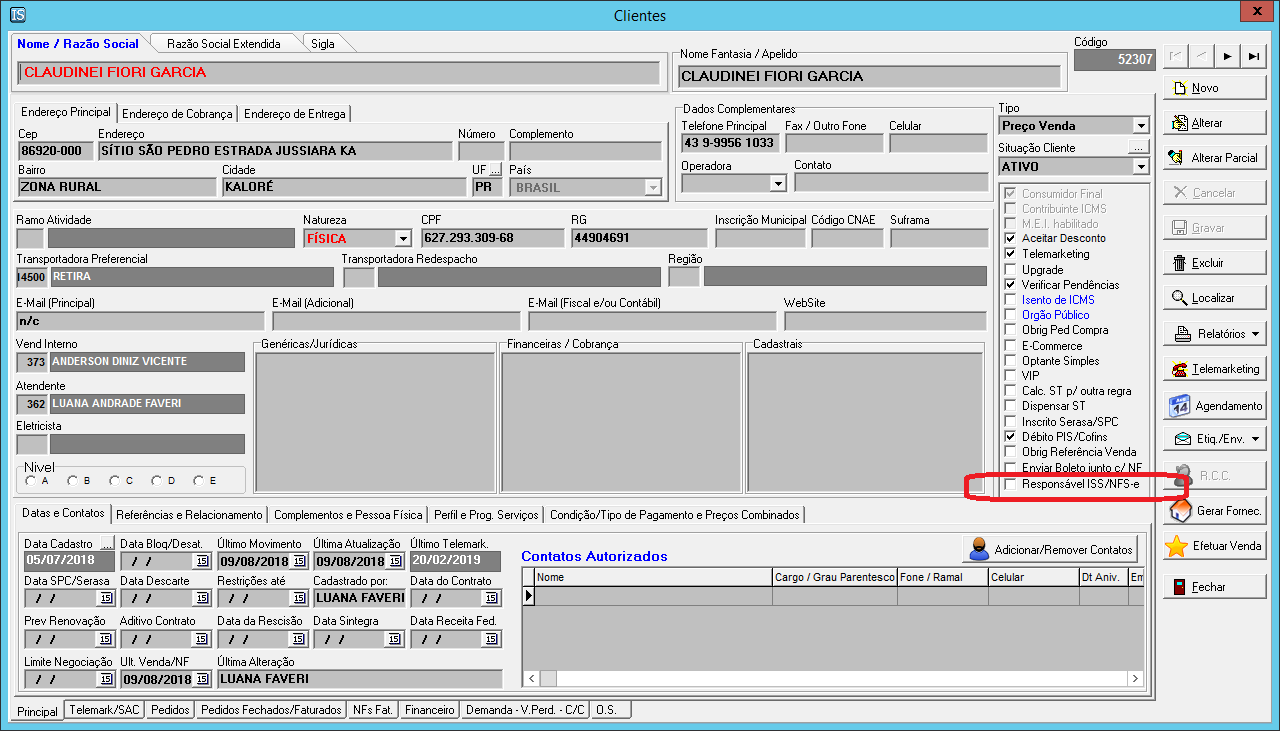 IS
Clientes
x
Nome / Razão Social
Razão Social Extendida
Sigla
CLAUDINEI FIORI GARCIA
Nome Fantasia / Apelido
CLAUDINEI FIORI GARCIA
Código
52307
Endereço Principal
Endereço de Cobrança
Endereço de Entrega
Cep
Endereço
Número
Complemento
86920-000
SÍTIO SÃO PEDRO ESTRADA JUSSIARA KA
Bairro
Cidade
UF ...
País
ZONA RURAL
KALORÉ
PR
BRASIL
Dados Complementares
Telefone Principal
Fax / Outro Fone
Celular
43 9-9956 1033
Operadora
Contato
Tipo
Preço Venda
Situação Cliente ...
ATIVO
Ramo Atividade
Natureza
CPF
RG
Inscrição Municipal
Código CNAE
Suframa
FÍSICA
627.293.309-68
44904691
Transportadora Preferencial
Transportadora Redespacho
Região
14500
RETIRA
E-Mail (Principal)
E-Mail (Adicional)
E-Mail (Fiscal e/ou Contábil)
WebSite
n/c
Vend Interno
373
ANDERSON DINIZ VICENTE
Atendente
362
LUANA ANDRADE FAVERI
Eletricista
Nivel
A
B
C
D
E
Genéricas/Jurídicas
Financeiras / Cobrança
Cadastrais
Consumidor Final
Contribuinte ICMS
M.E.I. habilitado
Aceitar Desconto
Telemarketing
Upgrade
Verificar Pendências
Isento de ICMS
Orgão Público
Obrig Ped Compra
E-Commerce
Optante Simples
VIP
Calc. ST p/ outra regra
Dispensar ST
Inscrito Serasa/SPC
Débito PIS/Cofins
Obrig Referência Venda
Enviar Boleto junto c/ NF
Responsável ISS/NFS-e
Novo
Alterar
Alterar Parcial
Cancelar
Gravar
Excluir
Localizar
Relatórios
Telemarketing
14
Agendamento
Etiq./Env.
R.C.C.
Gerar Fornec.
Efetuar Venda
Fechar
Datas e Contatos
Referências e Relacionamento
Complementos e Pessoa Física
Perfil e Prog. Serviços
Condição/Tipo de Pagamento e Preços Combinados
Data Cadastro ...
Data Bloq/Desat.
Último Movimento
Última Atualização
Último Telemark.
05/07/2018
/ / 15
09/08/2018 15
09/08/2018 15
20/02/2019
Data SPC/Serasa
Data Descarte
Restrições até
Cadastrado por:
Data do Contrato
/ / 15
/ / 15
/ / 15
LUANA FAVERI
/ / 15
Prev Renovação
Aditivo Contrato
Data da Rescisão
Data Sintegra
Data Receita Fed.
/ / 15
/ / 15
/ / 15
/ / 15
/ / 15
Limite Negociação
Ult. Venda/NF
Última Alteração
/ / 15
09/08/2018 15
LUANA FAVERI
Contatos Autorizados
Adicionar/Remover Contatos
Nome
Cargo / Grau Parentesco
Fone / Ramal
Celular
Dt Aniv.
Em
Principal
Telemark/SAC
Pedidos
Pedidos Fechados/Faturados
NFs Fat.
Financeiro
Demanda - V.Perd. - C/C
O.S.